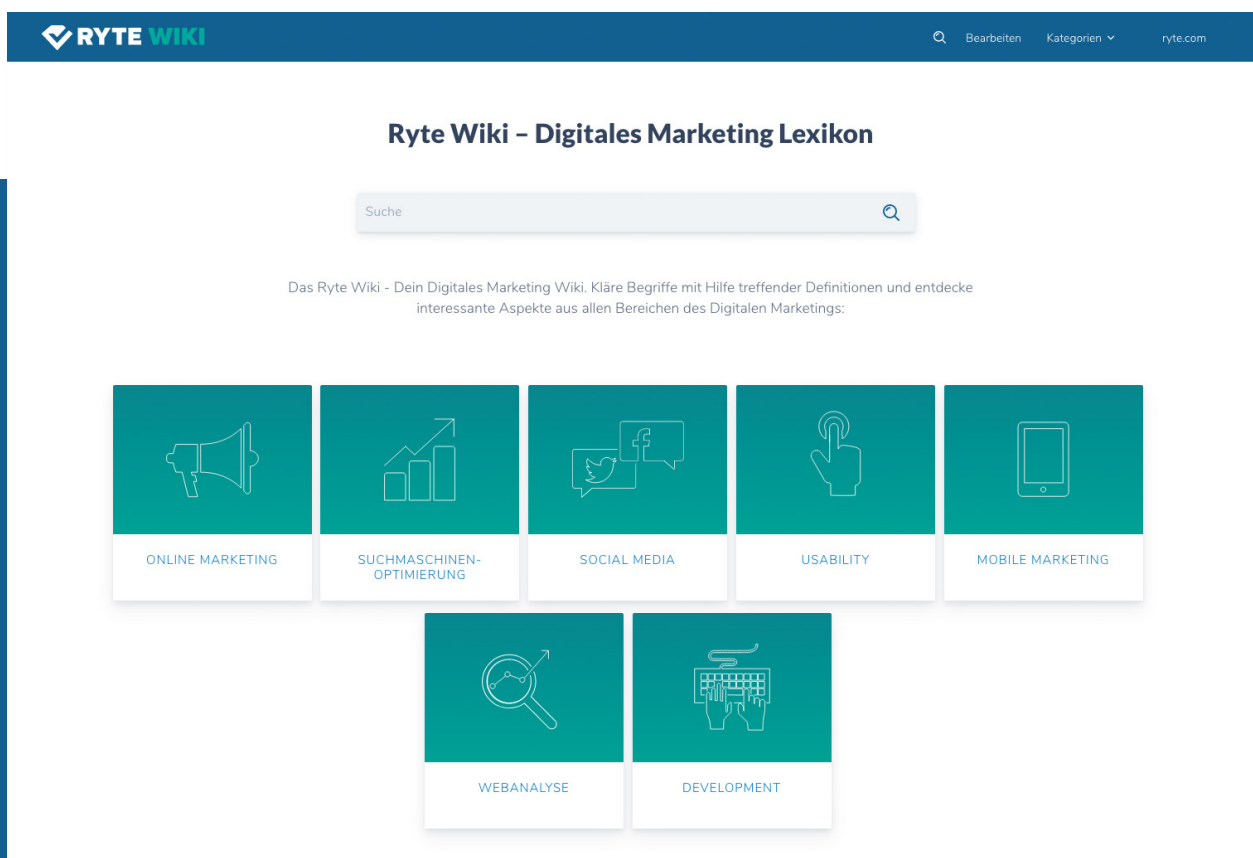 RYTE WIKI
Bearbeiten
Kategorien
ryte.com
Ryte Wiki – Digitales Marketing Lexikon
Suche
Das Ryte Wiki - Dein Digitales Marketing Wiki. Kläre Begriffe mit Hilfe treffender Definitionen und entdecke
interessante Aspekte aus allen Bereichen des Digitalen Marketings:
ONLINE MARKETING
SUCHMASCHINEN-
OPTIMIERUNG
SOCIAL MEDIA
USABILITY
MOBILE MARKETING
WEBANALYSE
DEVELOPMENT